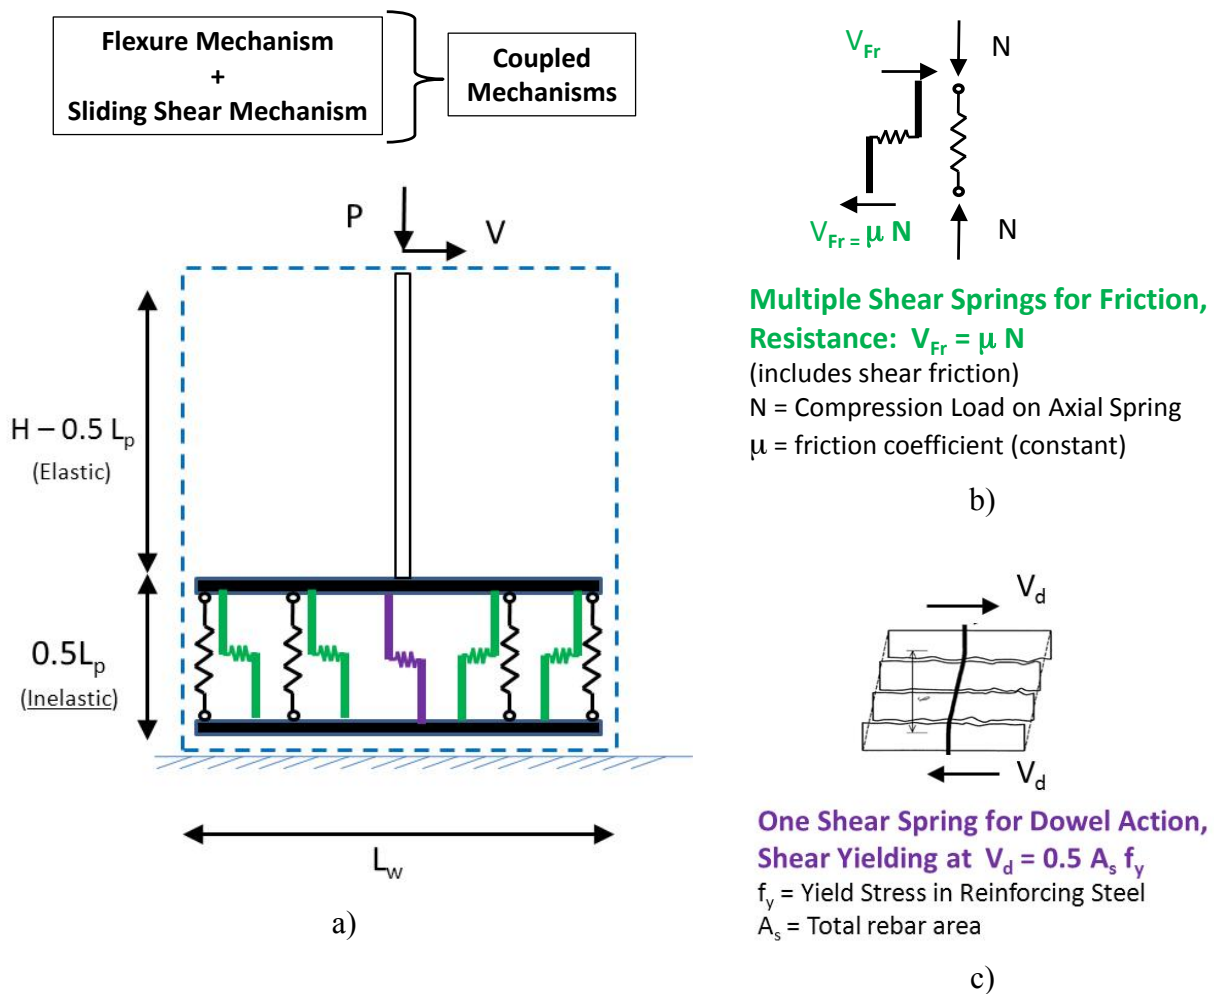 Flexure Mechanism
+
Sliding Shear Mechanism
Coupled
Mechanisms
P
V
H – 0.5 Lp
(Elastic)
0.5Lp
(Inelastic)
Lw
a)
VFr
N
VFr = μ N
N
Multiple Shear Springs for Friction,
Resistance: VFr = μ N
(includes shear friction)
N = Compression Load on Axial Spring
μ = friction coefficient (constant)
b)
Vd
Vd
One Shear Spring for Dowel Action,
Shear Yielding at Vd = 0.5 As fy
fy = Yield Stress in Reinforcing Steel
As = Total rebar area
c)